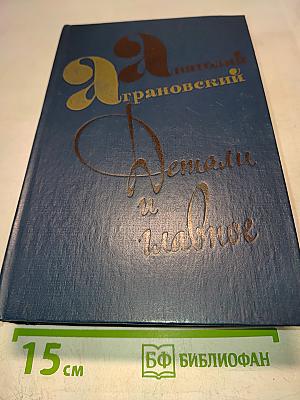 Анатолий
Аграновский
Детали
и
главное
15 см
БФ БИБЛИОФАН